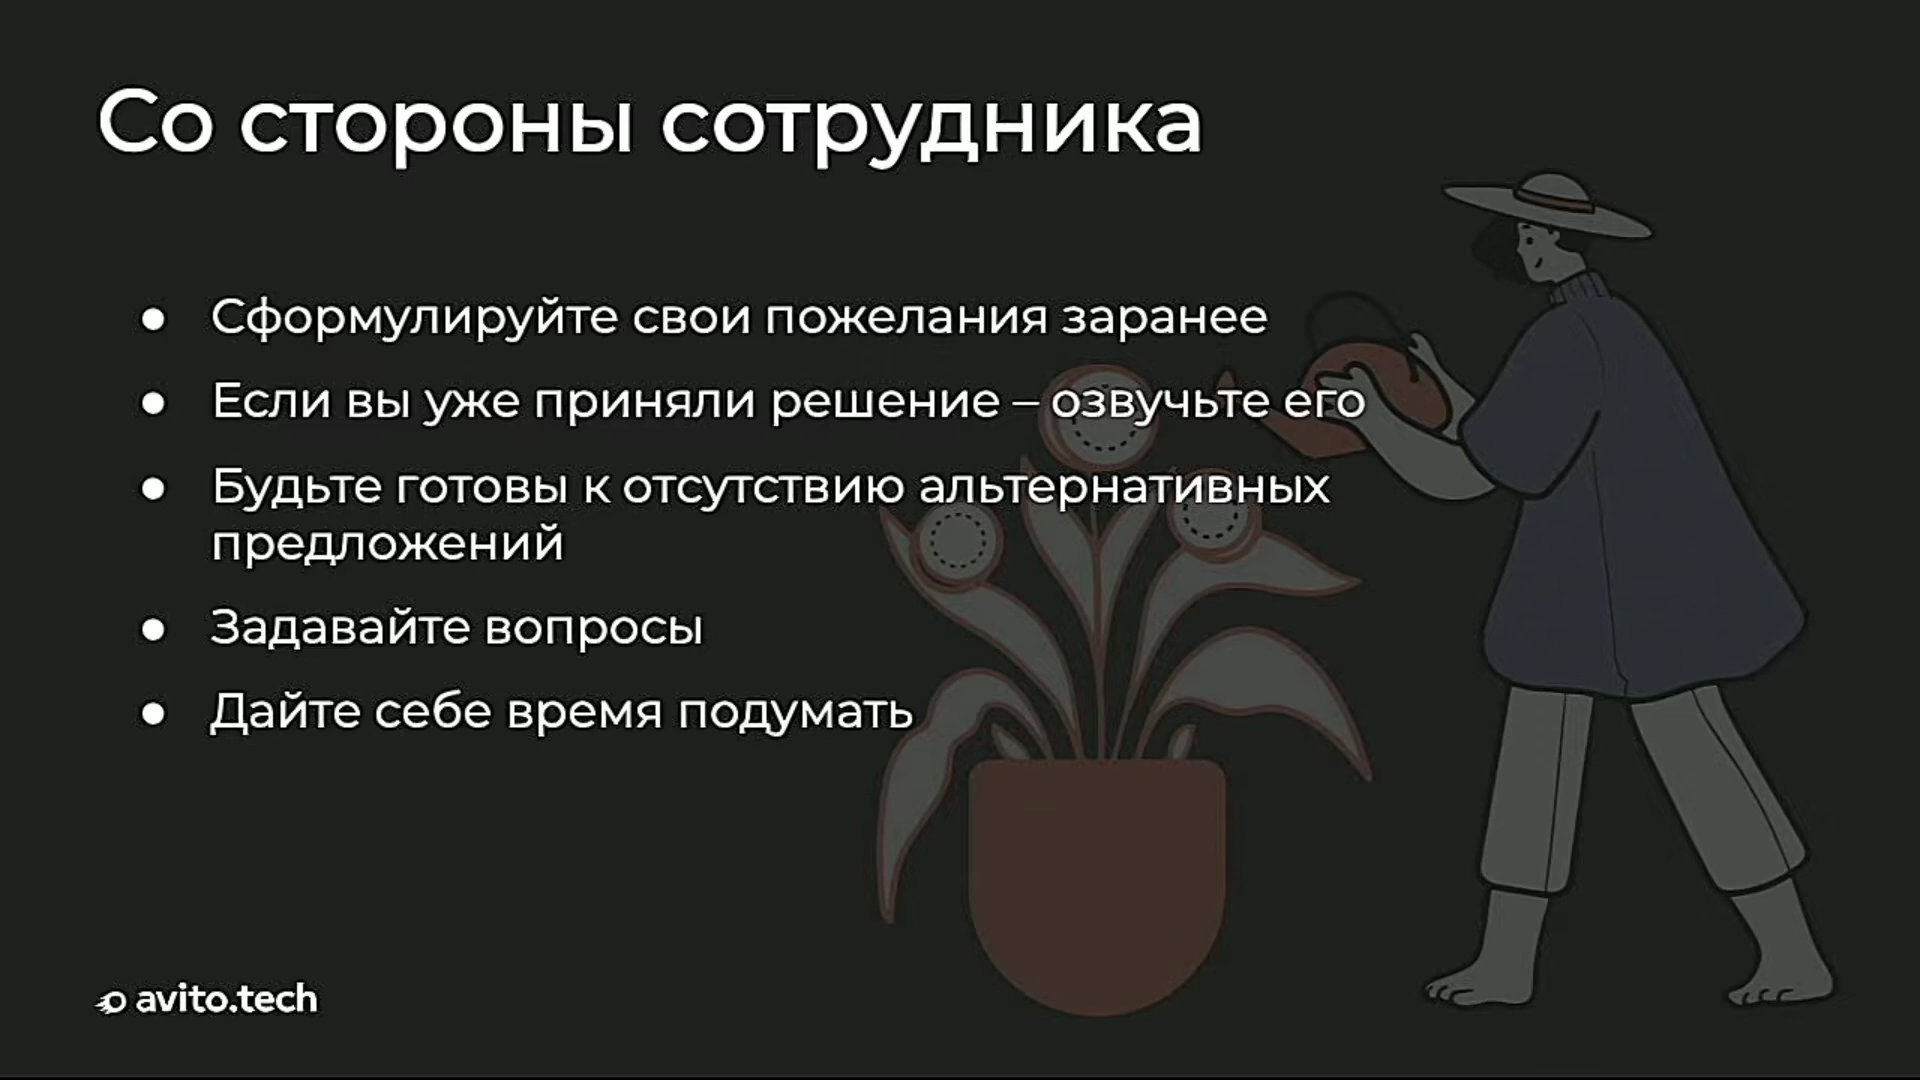 Со стороны сотрудника
● Сформулируйте свои пожелания заранее
● Если вы уже приняли решение – озвучьте его
● Будьте готовы к отсутствию альтернативных
предложений
● Задавайте вопросы
● Дайте себе время подумать
avito.tech